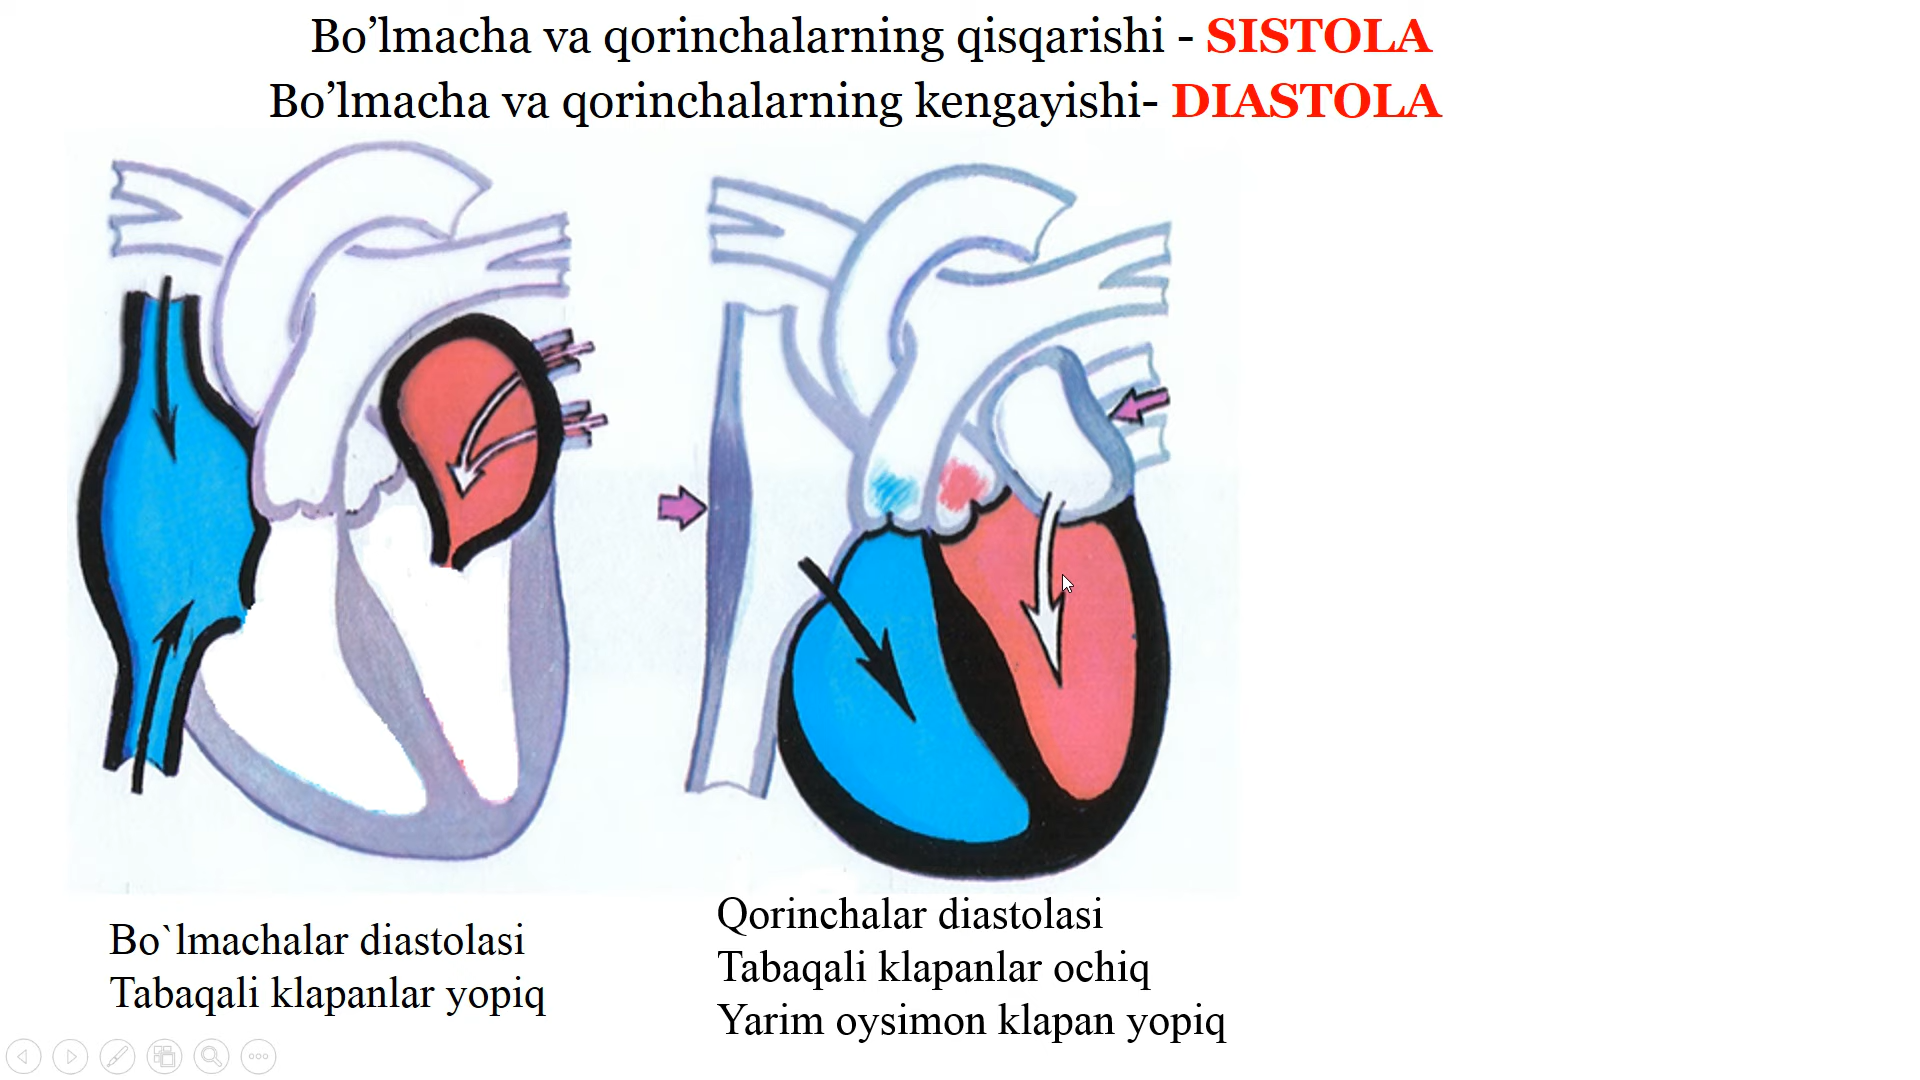 Bo’lmacha va qorinchalarning qisqarishi - SISTOLA
Bo’lmacha va qorinchalarning kengayishi- DIASTOLA
Bo`lmachalar diastolasi
Tabaqali klapanlar yopiq
Qorinchalar diastolasi
Tabaqali klapanlar ochiq
Yarim oysimon klapan yopiq